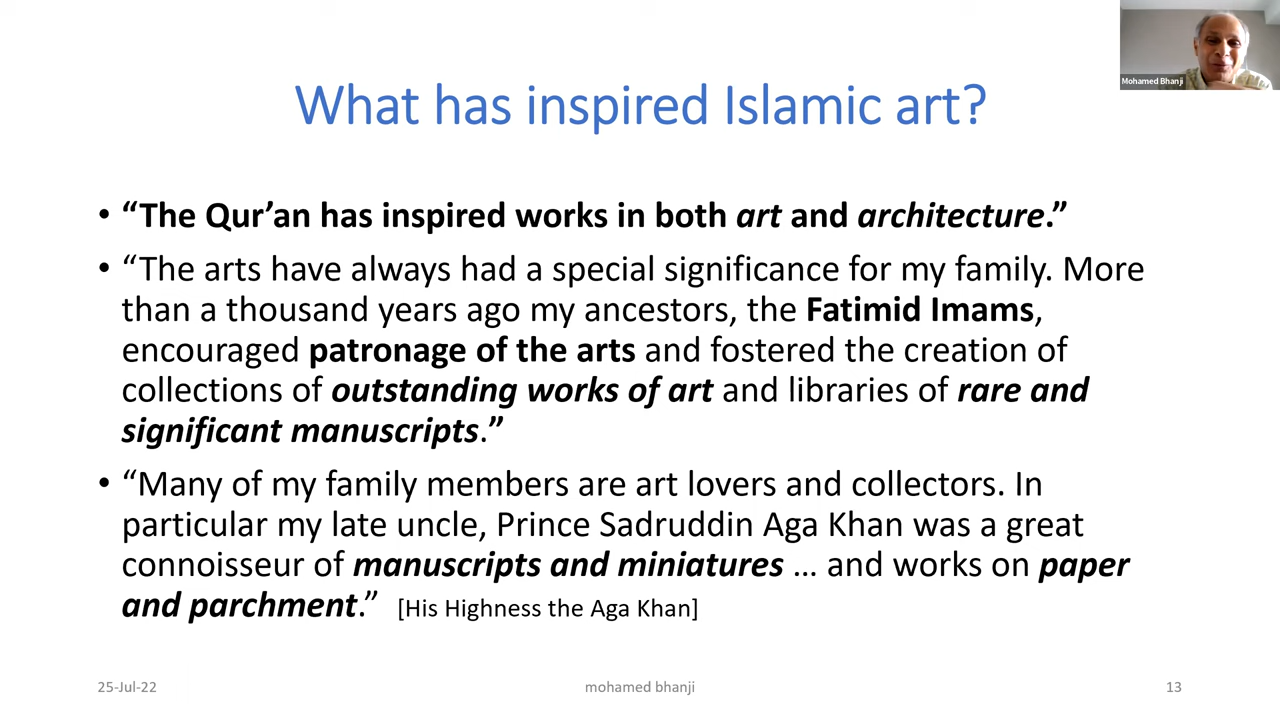 Mohamed Bhanji
What has inspired Islamic art?
• “The Qur’an has inspired works in both art and architecture.”
• “The arts have always had a special significance for my family. More
than a thousand years ago my ancestors, the Fatimid Imams,
encouraged patronage of the arts and fostered the creation of
collections of outstanding works of art and libraries of rare and
significant manuscripts.”
• “Many of my family members are art lovers and collectors. In
particular my late uncle, Prince Sadruddin Aga Khan was a great
connoisseur of manuscripts and miniatures … and works on paper
and parchment.” [His Highness the Aga Khan]
25-Jul-22
mohamed bhanji
13